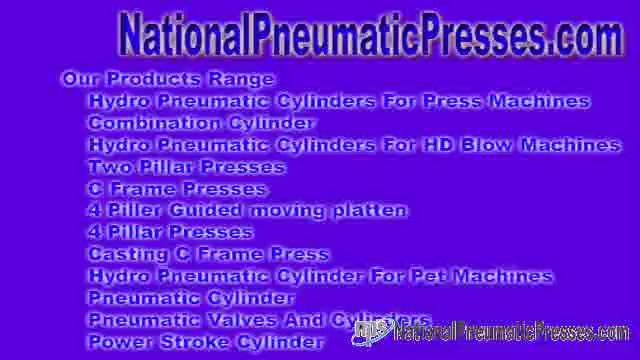 NationalPneumaticPresses.com
Our Products Range
Hydro Pneumatic Cylinders For Press Machines
Combination Cylinder
Hydro Pneumatic Cylinders For HD Blow Machines
Two Pillar Presses
C Frame Presses
4 Piller Guided moving platten
4 Pillar Presses
Casting C Frame Press
Hydro Pneumatic Cylinder For Pet Machines
Pneumatic Cylinder
Pneumatic Valves And Cylinders
NationalPneumaticPresses.com
Power Stroke Cylinder